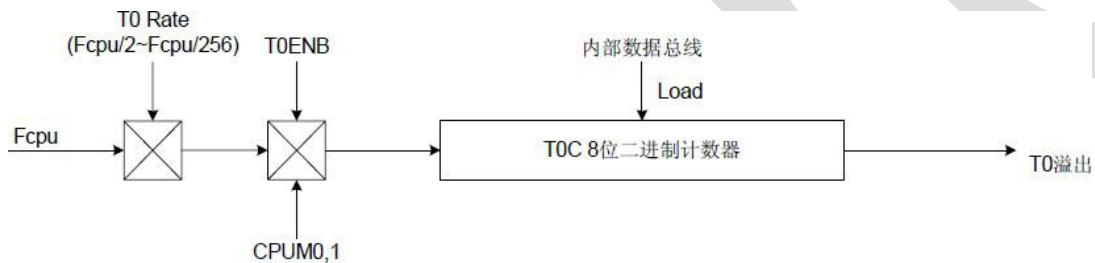 T0 Rate
(Fcpu/2~Fcpu/256)
T0ENB
内部数据总线
Load
Fcpu
T0C 8位二进制计数器
T0溢出
CPUM0,1